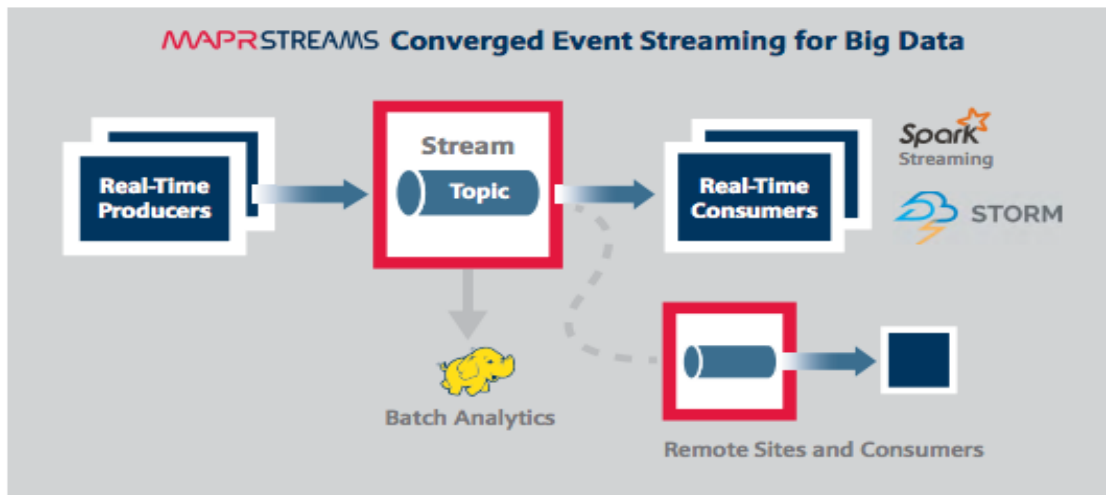 MAPR STREAMS Converged Event Streaming for Big Data
Real-Time
Producers
Stream
Topic
Real-Time
Consumers
Spark
Streaming
STORM
Batch Analytics
Remote Sites and Consumers